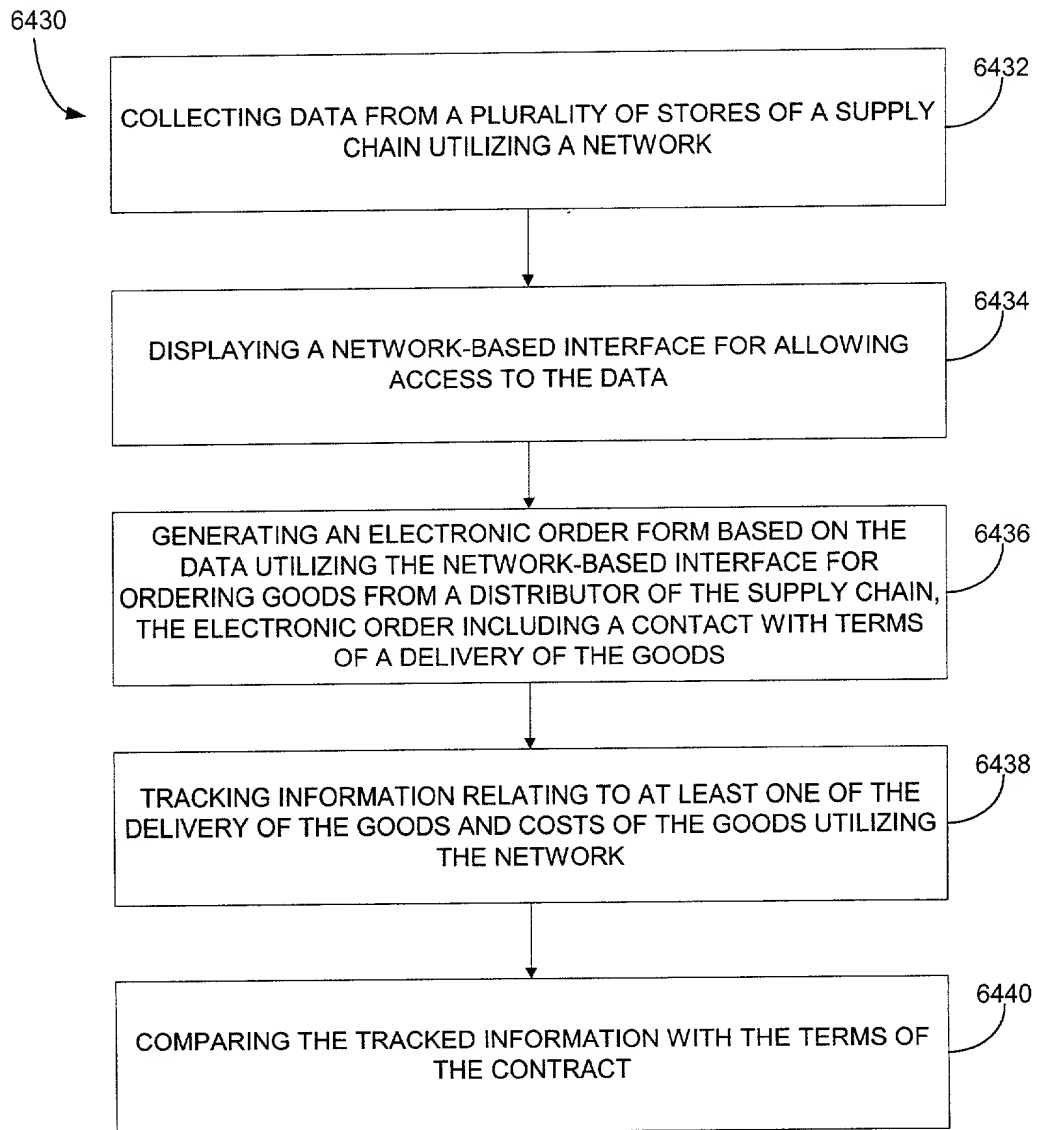 6430
6432
COLLECTING DATA FROM A PLURALITY OF STORES OF A SUPPLY
CHAIN UTILIZING A NETWORK
6434
DISPLAYING A NETWORK-BASED INTERFACE FOR ALLOWING
ACCESS TO THE DATA
6436
GENERATING AN ELECTRONIC ORDER FORM BASED ON THE
DATA UTILIZING THE NETWORK-BASED INTERFACE FOR
ORDERING GOODS FROM A DISTRIBUTOR OF THE SUPPLY CHAIN,
THE ELECTRONIC ORDER INCLUDING A CONTACT WITH TERMS
OF A DELIVERY OF THE GOODS
6438
TRACKING INFORMATION RELATING TO AT LEAST ONE OF THE
DELIVERY OF THE GOODS AND COSTS OF THE GOODS UTILIZING
THE NETWORK
6440
COMPARING THE TRACKED INFORMATION WITH THE TERMS OF
THE CONTRACT